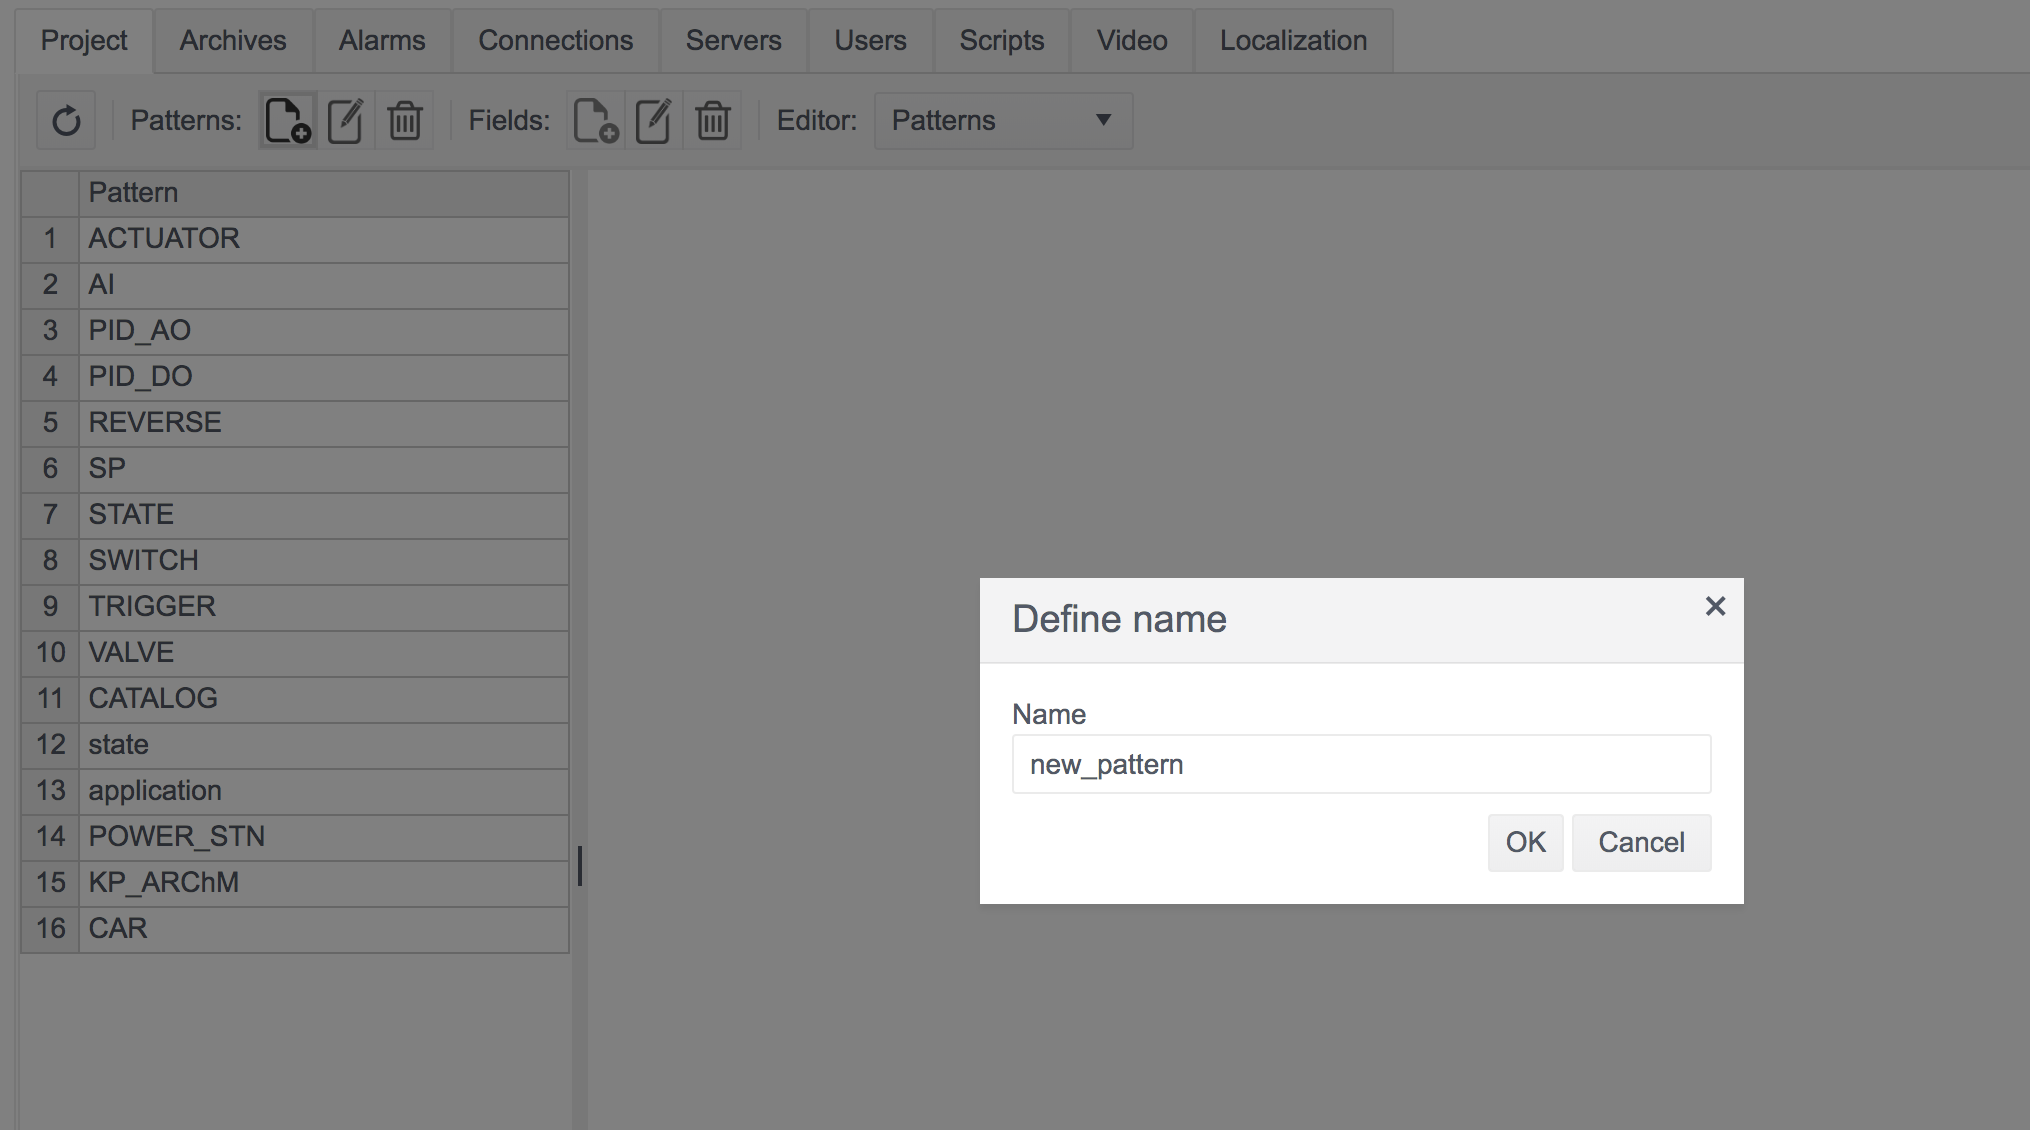 Project Archives Alarms Connections Servers Users Scripts Video Localization
Patterns: Fields: Editor: Patterns
Pattern
1 ACTUATOR
2 AI
3 PID_AO
4 PID_DO
5 REVERSE
6 SP
7 STATE
8 SWITCH
9 TRIGGER
10 VALVE
11 CATALOG
12 state
13 application
14 POWER_STN
15 KP_ARChM
16 CAR
Define name
Name
new_pattern
OK Cancel